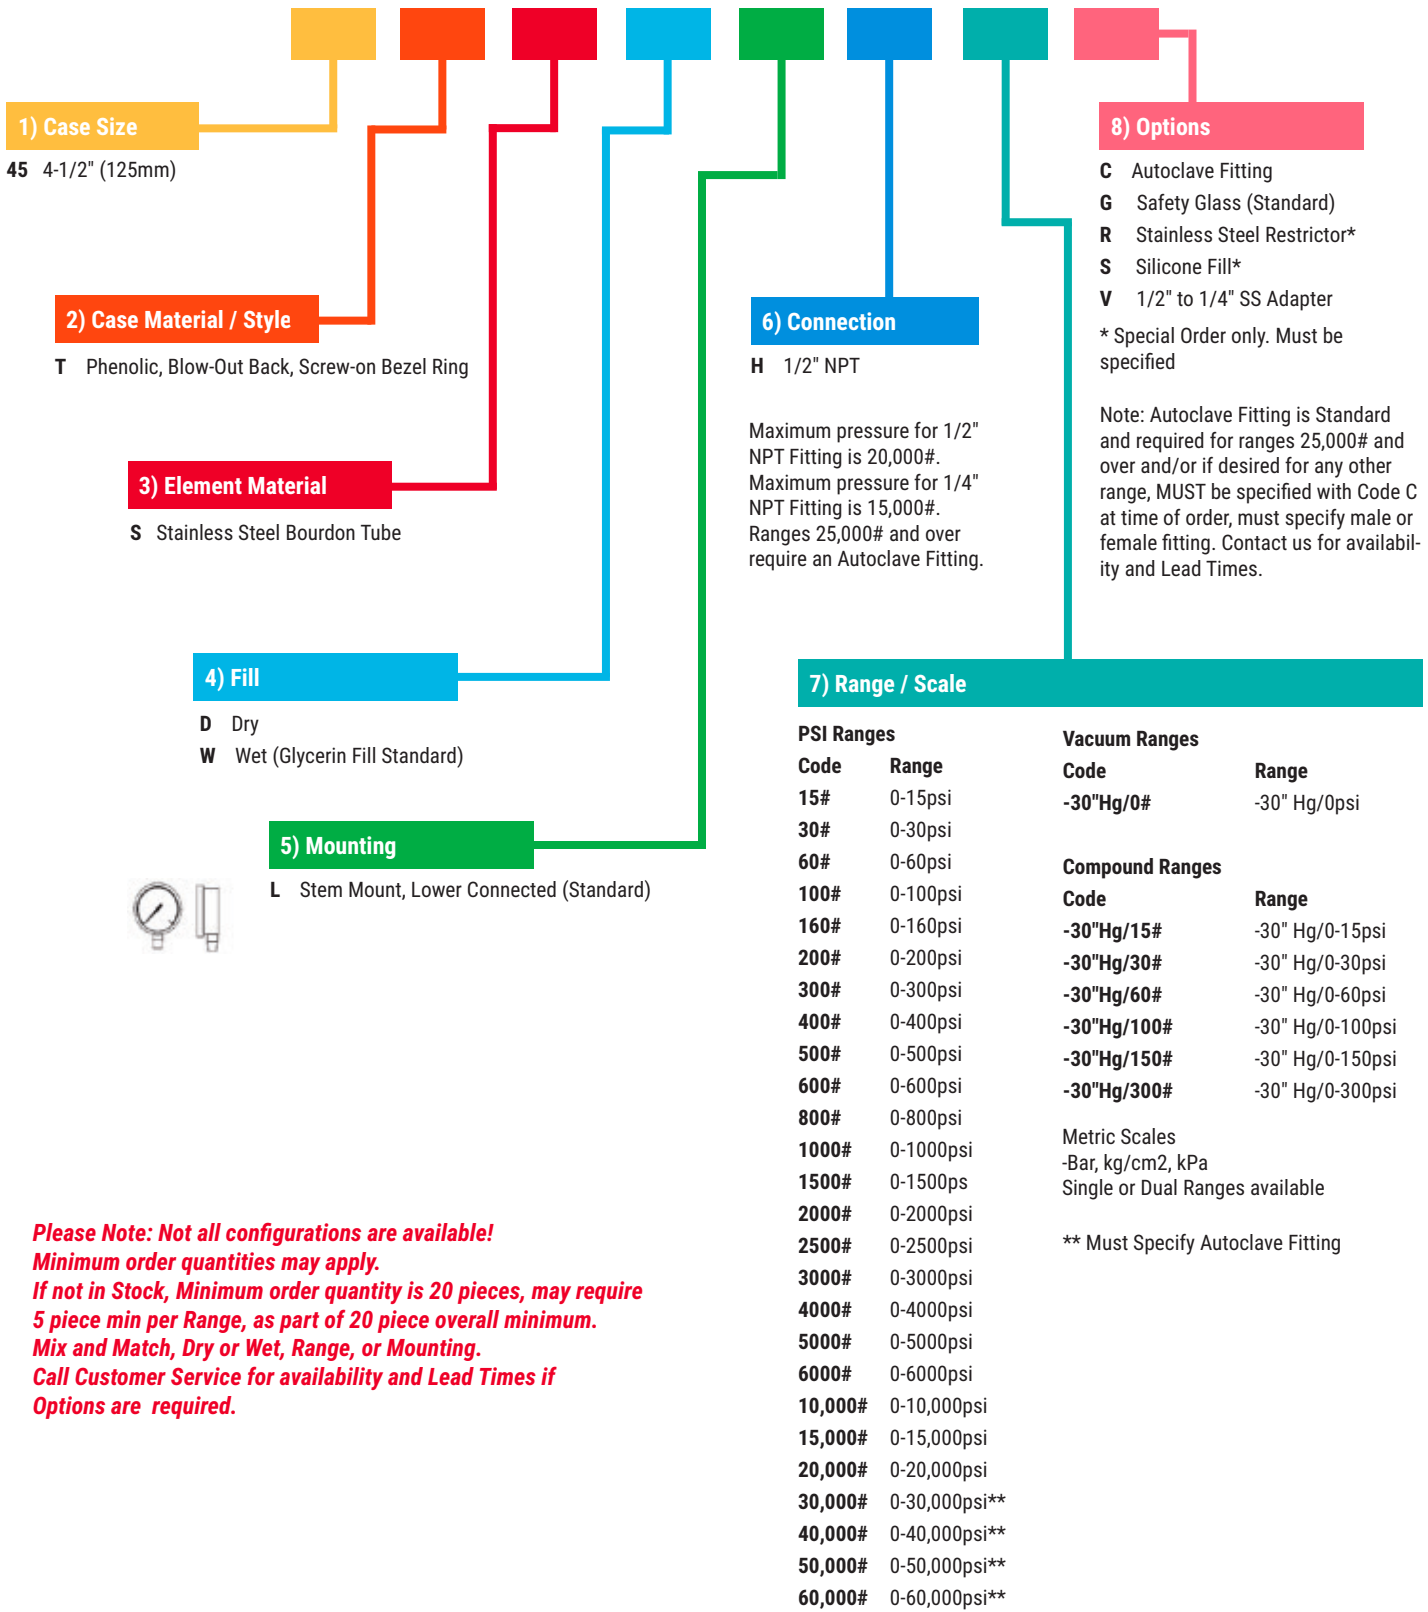 1) Case Size
45 4-1/2" (125mm)
2) Case Material / Style
T Phenolic, Blow-Out Back, Screw-on Bezel Ring
3) Element Material
S Stainless Steel Bourdon Tube
4) Fill
D Dry
W Wet (Glycerin Fill Standard)
5) Mounting
L Stem Mount, Lower Connected (Standard)
6) Connection
H 1/2" NPT
Maximum pressure for 1/2"
NPT Fitting is 20,000#.
Maximum pressure for 1/4"
NPT Fitting is 15,000#.
Ranges 25,000# and over
require an Autoclave Fitting.
8) Options
C Autoclave Fitting
G Safety Glass (Standard)
R Stainless Steel Restrictor*
S Silicone Fill*
V 1/2" to 1/4" SS Adapter
* Special Order only. Must be
specified
Note: Autoclave Fitting is Standard
and required for ranges 25,000# and
over and/or if desired for any other
range, MUST be specified with Code C
at time of order, must specify male or
female fitting. Contact us for availabil-
ity and Lead Times.
7) Range / Scale
PSI Ranges
Code Range
15# 0-15psi
30# 0-30psi
60# 0-60psi
100# 0-100psi
160# 0-160psi
200# 0-200psi
300# 0-300psi
400# 0-400psi
500# 0-500psi
600# 0-600psi
800# 0-800psi
1000# 0-1000psi
1500# 0-1500ps
2000# 0-2000psi
2500# 0-2500psi
3000# 0-3000psi
4000# 0-4000psi
5000# 0-5000psi
6000# 0-6000psi
10,000# 0-10,000psi
15,000# 0-15,000psi
20,000# 0-20,000psi
30,000# 0-30,000psi**
40,000# 0-40,000psi**
50,000# 0-50,000psi**
60,000# 0-60,000psi**
Vacuum Ranges
Code Range
-30"Hg/0# -30" Hg/0psi
Compound Ranges
Code Range
-30"Hg/15# -30" Hg/0-15psi
-30"Hg/30# -30" Hg/0-30psi
-30"Hg/60# -30" Hg/0-60psi
-30"Hg/100# -30" Hg/0-100psi
-30"Hg/150# -30" Hg/0-150psi
-30"Hg/300# -30" Hg/0-300psi
Metric Scales
-Bar, kg/cm2, kPa
Single or Dual Ranges available
** Must Specify Autoclave Fitting
Please Note: Not all configurations are available!
Minimum order quantities may apply.
If not in Stock, Minimum order quantity is 20 pieces, may require
5 piece min per Range, as part of 20 piece overall minimum.
Mix and Match, Dry or Wet, Range, or Mounting.
Call Customer Service for availability and Lead Times if
Options are required.